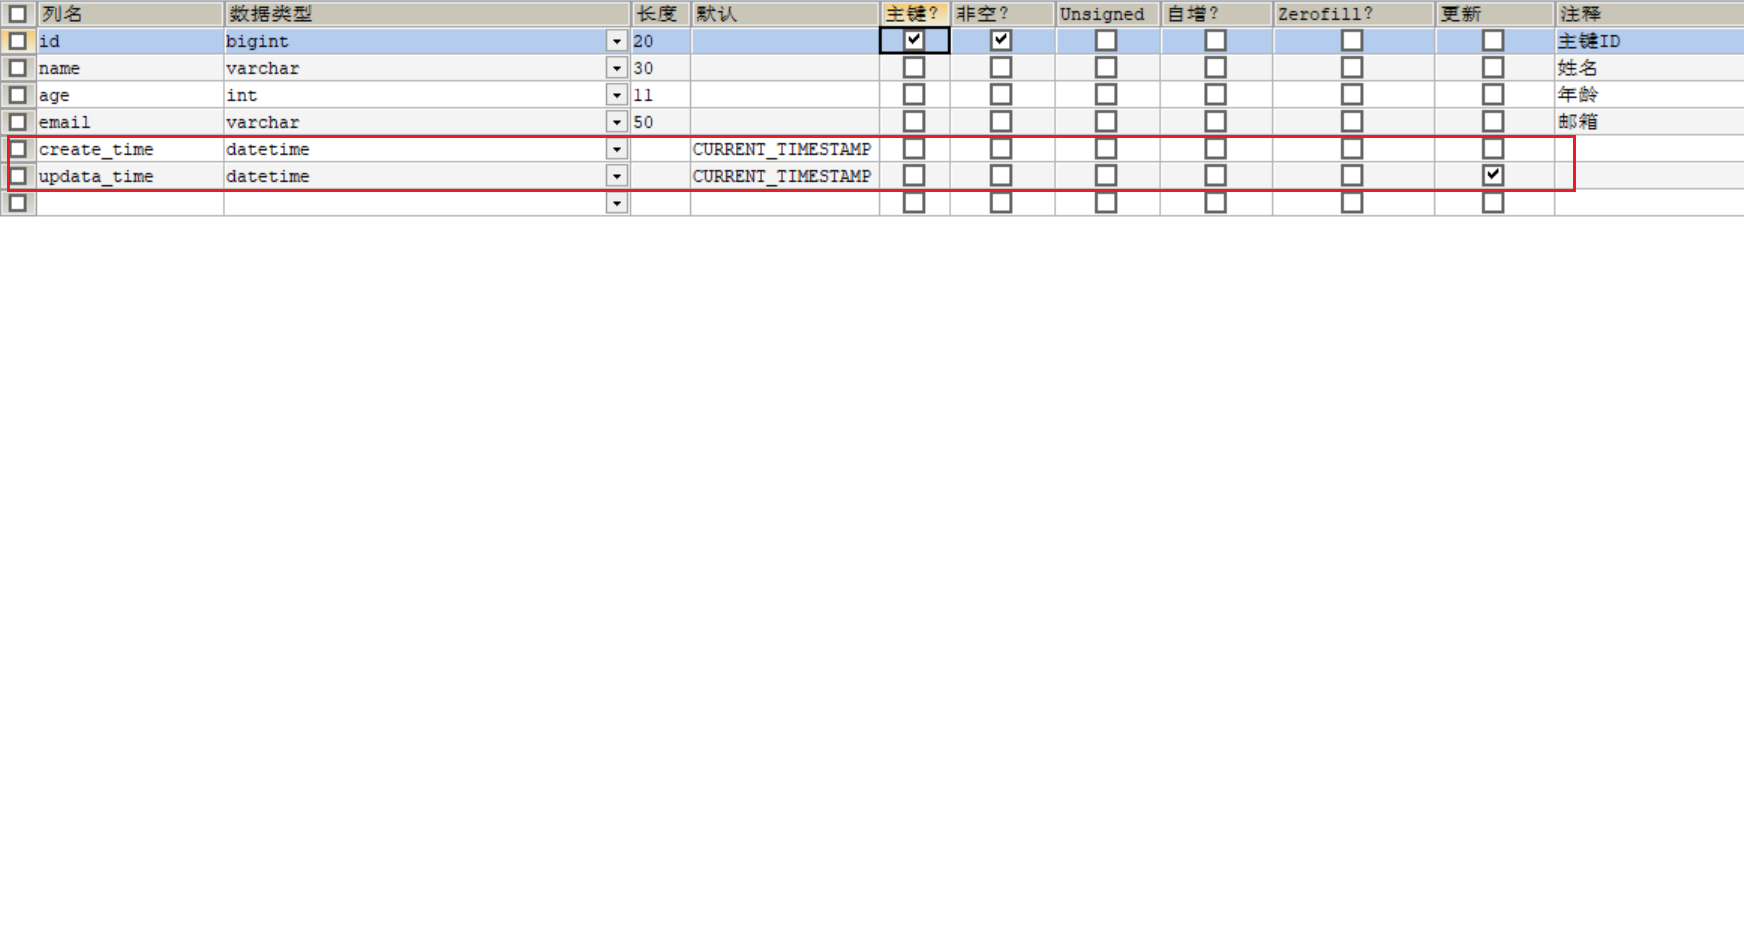 列名 数据类型 长度 默认 主键? 非空? Unsigned 自增? Zerofill? 更新 注释
id bigint 20 主键ID
name varchar 30 姓名
age int 11 年龄
email varchar 50 邮箱
create_time datetime CURRENT_TIMESTAMP
updata_time datetime CURRENT_TIMESTAMP